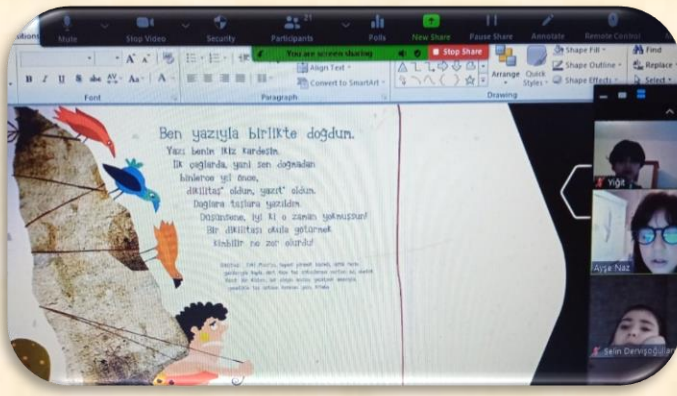 21
Mute
Stop Video
Security
Participants
Polls
New Share
Pause Share
Annotate
Remote Control
You are screen sharing
Stop Share
Font
Paragraph
Drawing
Align Text
Convert to SmartArt
Arrange
Quick Styles
Shape Fill
Shape Outline
Shape Effects
Find
Replace
Select
Ben yazıyla birlikte doğdum.
Yazı benim ikiz kardeşim.
İlk çağlarda, yani sen doğmadan
binlerce yıl önce,
dikilitaş* oldum, yazıt* oldum.
Dağlara taşlara yazıldım.
Düşünsene, iyi ki o zaman yokmuşsun!
Bir dikilitaşı okula götürmek
kimbilir ne zor olurdu!
Yiğit
Ayşe Naz
Selin Dervişoğulları